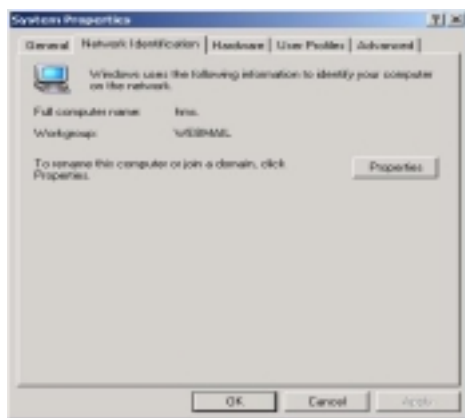 System Properties
General Network Identification Hardware User Profiles Advanced
Windows uses the following information to identify your computer
on the network.
Full computer name:
Workgroup: WEBMAIL
To rename this computer or join a domain, click
Properties.
Properties
OK Cancel Apply